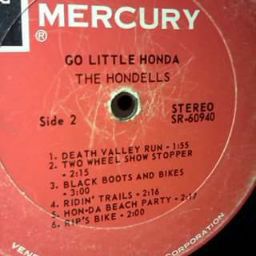 MERCURY
®
GO LITTLE HONDA
THE HONDELLS
Side 2
STEREO
SR-60940
1. DEATH VALLEY RUN • 1:55
2. TWO WHEEL SHOW STOPPER
• 2:15
3. BLACK BOOTS AND BIKES
• 3:00
4. RIDIN' TRAILS • 2:16
5. HON-DA BEACH PARTY • 2:17
6. RIP'S BIKE • 2:00
CORPORATION